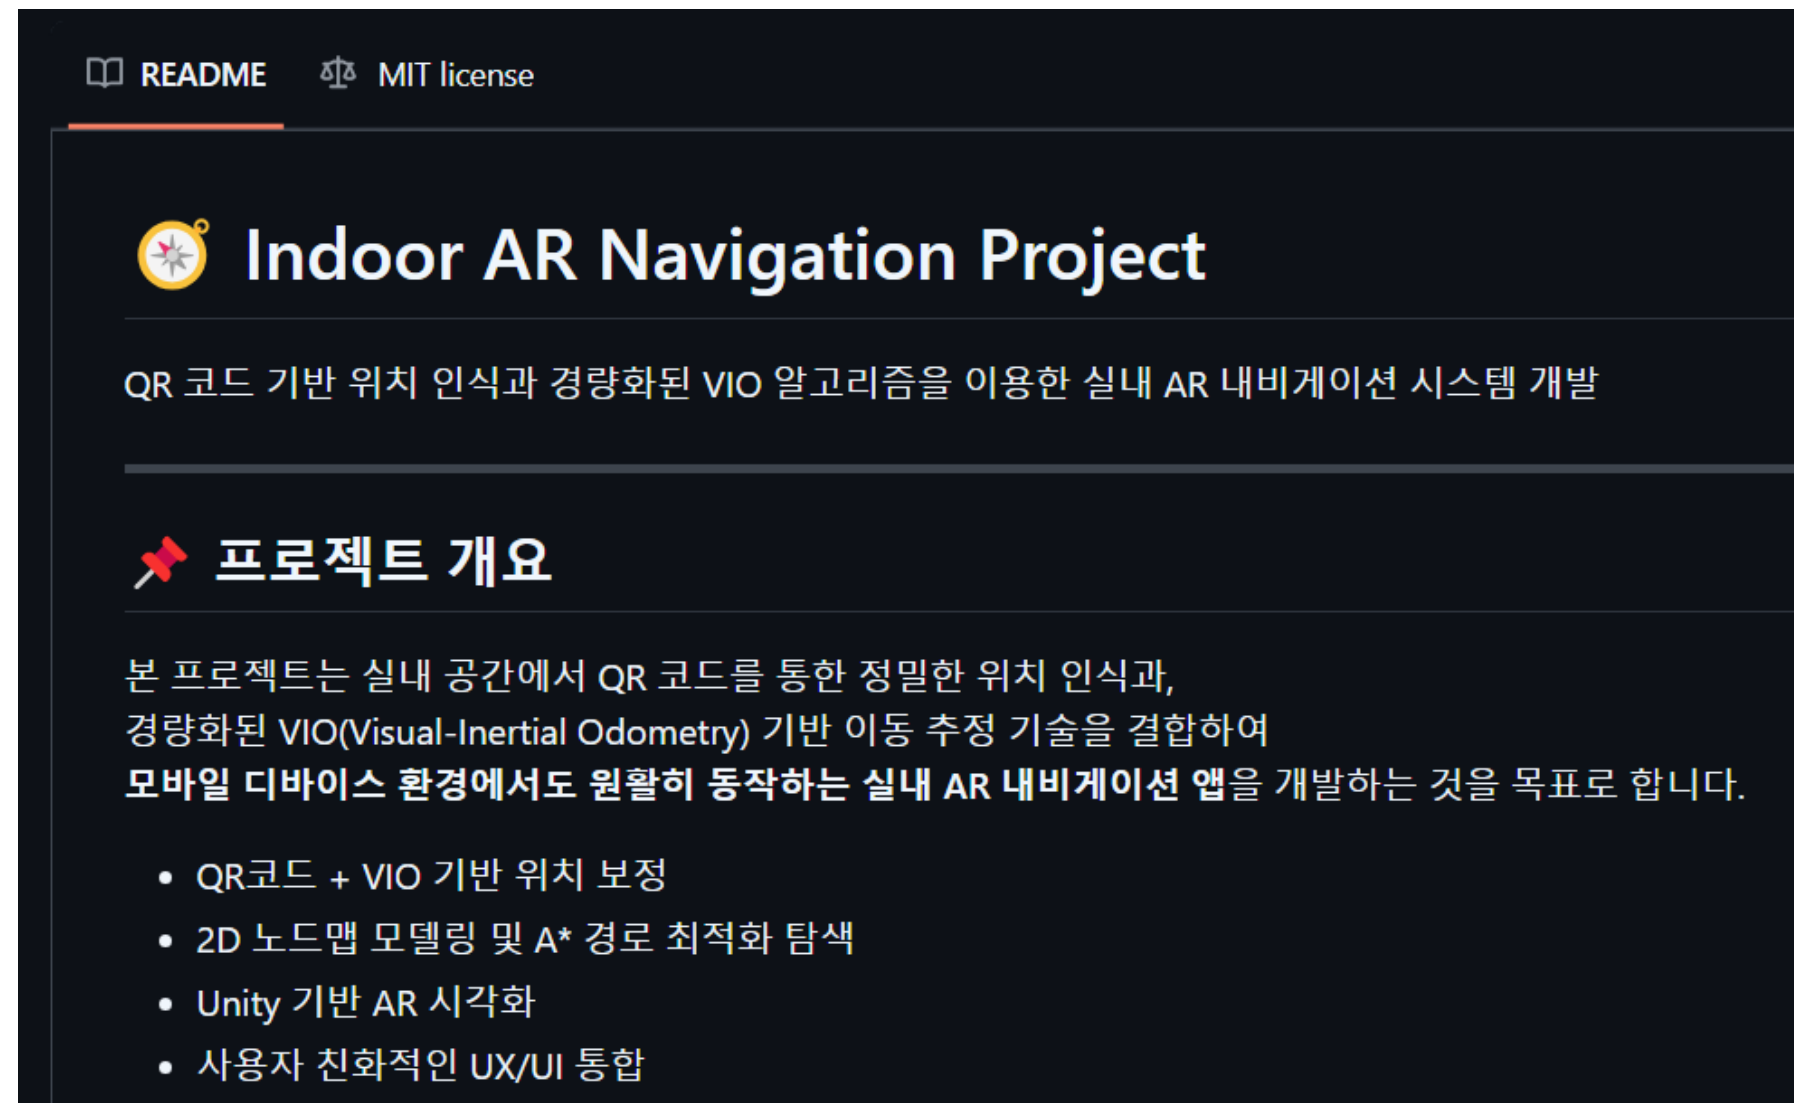 README
MIT license
Indoor AR Navigation Project
QR 코드 기반 위치 인식과 경량화된 VIO 알고리즘을 이용한 실내 AR 내비게이션 시스템 개발
프로젝트 개요
본 프로젝트는 실내 공간에서 QR 코드를 통한 정밀한 위치 인식과,
경량화된 VIO(Visual-Inertial Odometry) 기반 이동 추정 기술을 결합하여
모바일 디바이스 환경에서도 원활히 동작하는 실내 AR 내비게이션 앱을 개발하는 것을 목표로 합니다.
• QR코드 + VIO 기반 위치 보정
• 2D 노드맵 모델링 및 A* 경로 최적화 탐색
• Unity 기반 AR 시각화
• 사용자 친화적인 UX/UI 통합